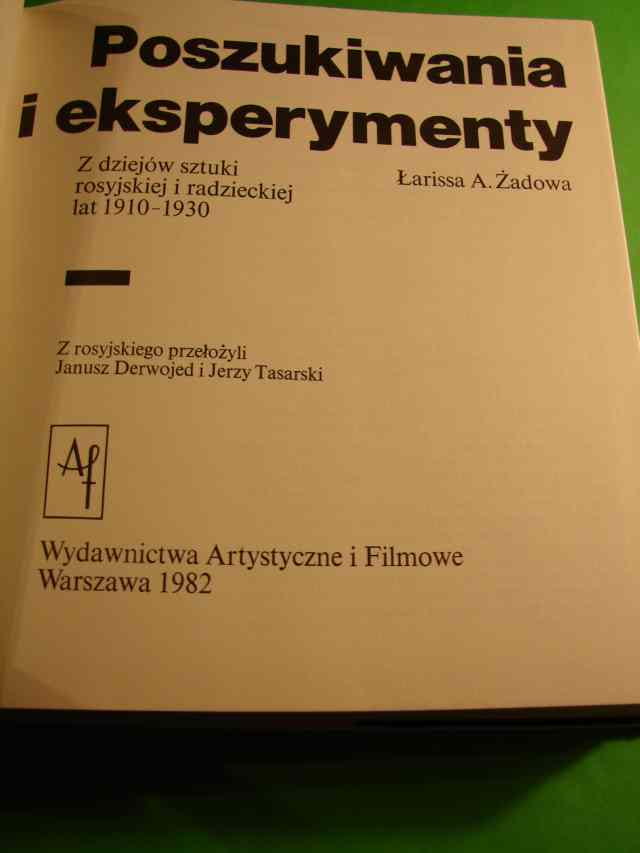 Poszukiwania
i eksperymenty
Z dziejów sztuki
rosyjskiej i radzieckiej
lat 1910-1930
Łarissa A. Żadowa
Z rosyjskiego przełożyli
Janusz Derwojed i Jerzy Tasarski
Af
Wydawnictwa Artystyczne i Filmowe
Warszawa 1982